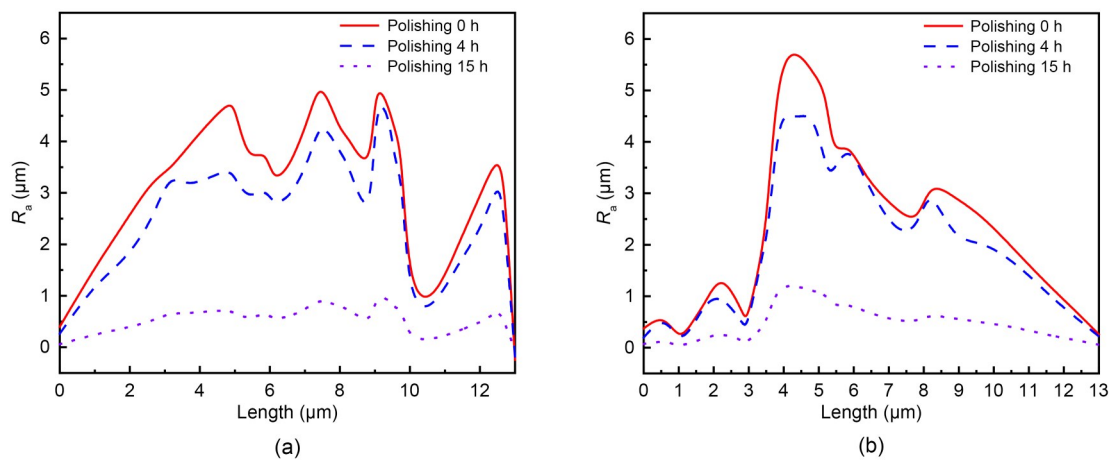 Polishing 0 h
Polishing 4 h
Polishing 15 h
6
5
4
3
2
1
0
Ra (μm)
0 2 4 6 8 10 12
Length (μm)
(a)
Polishing 0 h
Polishing 4 h
Polishing 15 h
6
5
4
3
2
1
0
Ra (μm)
0 1 2 3 4 5 6 7 8 9 10 11 12 13
Length (μm)
(b)